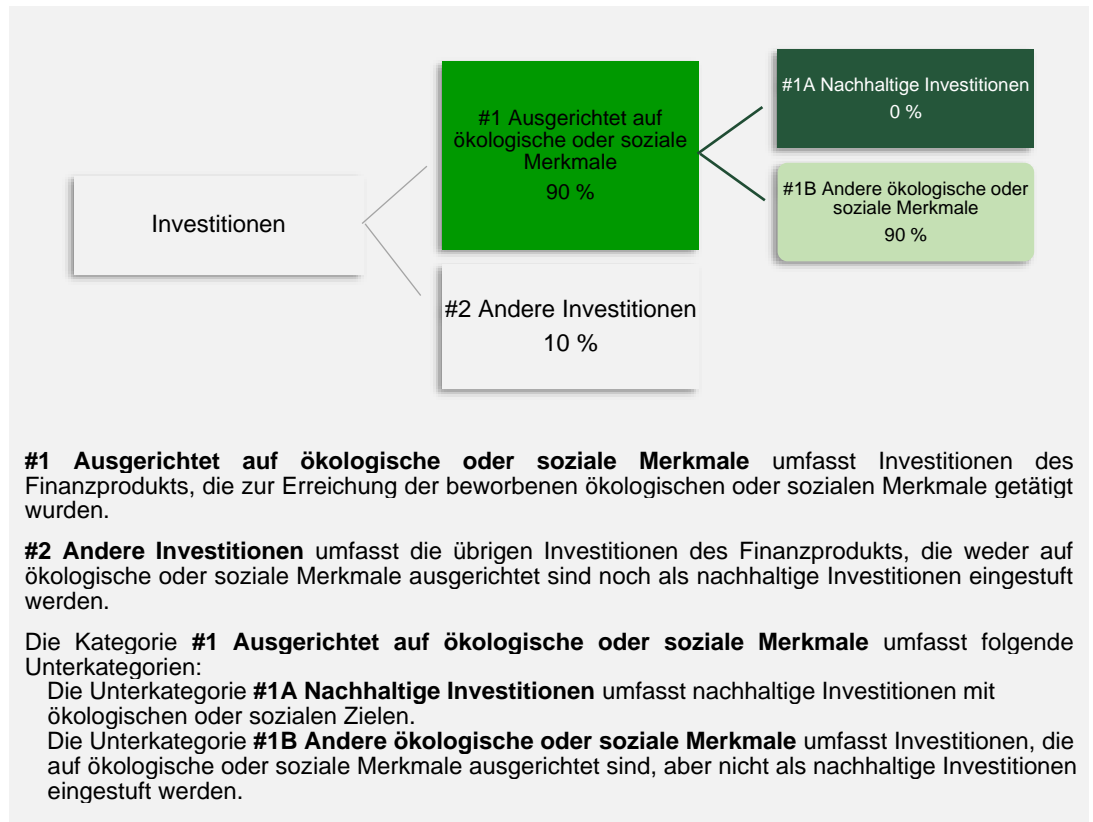 #1A Nachhaltige Investitionen
0 %
#1 Ausgerichtet auf
ökologische oder soziale
Merkmale
90 %
#1B Andere ökologische oder
soziale Merkmale
90 %
Investitionen
#2 Andere Investitionen
10 %
#1 Ausgerichtet auf ökologische oder soziale Merkmale umfasst Investitionen des
Finanzprodukts, die zur Erreichung der beworbenen ökologischen oder sozialen Merkmale getätigt
wurden.
#2 Andere Investitionen umfasst die übrigen Investitionen des Finanzprodukts, die weder auf
ökologische oder soziale Merkmale ausgerichtet sind noch als nachhaltige Investitionen eingestuft
werden.
Die Kategorie #1 Ausgerichtet auf ökologische oder soziale Merkmale umfasst folgende
Unterkategorien:
Die Unterkategorie #1A Nachhaltige Investitionen umfasst nachhaltige Investitionen mit
ökologischen oder sozialen Zielen.
Die Unterkategorie #1B Andere ökologische oder soziale Merkmale umfasst Investitionen, die
auf ökologische oder soziale Merkmale ausgerichtet sind, aber nicht als nachhaltige Investitionen
eingestuft werden.